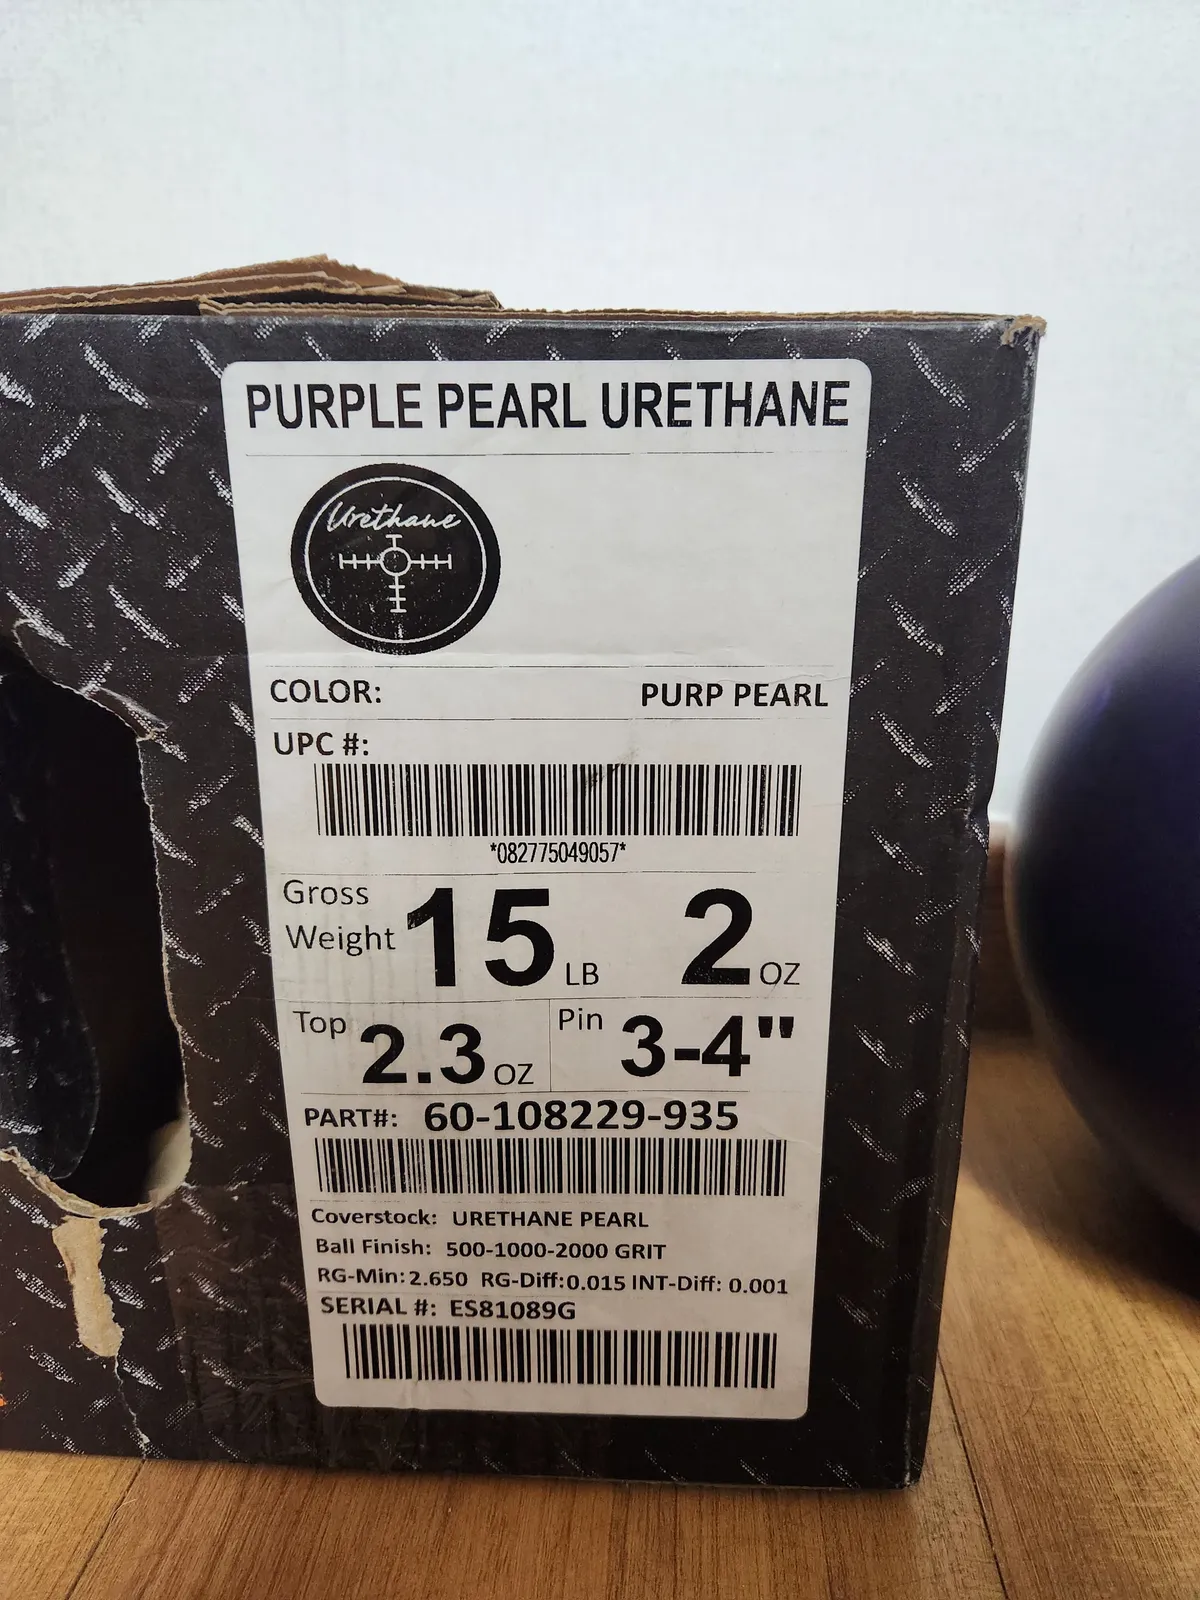 PURPLE PEARL URETHANE
Urethane
COLOR: PURP PEARL
UPC #:
*082775049057*
Gross Weight 15 LB 2 OZ
Top 2.3 OZ Pin 3-4"
PART#: 60-108229-935
Coverstock: URETHANE PEARL
Ball Finish: 500-1000-2000 GRIT
RG-Min: 2.650 RG-Diff: 0.015 INT-Diff: 0.001
SERIAL #: ES81089G